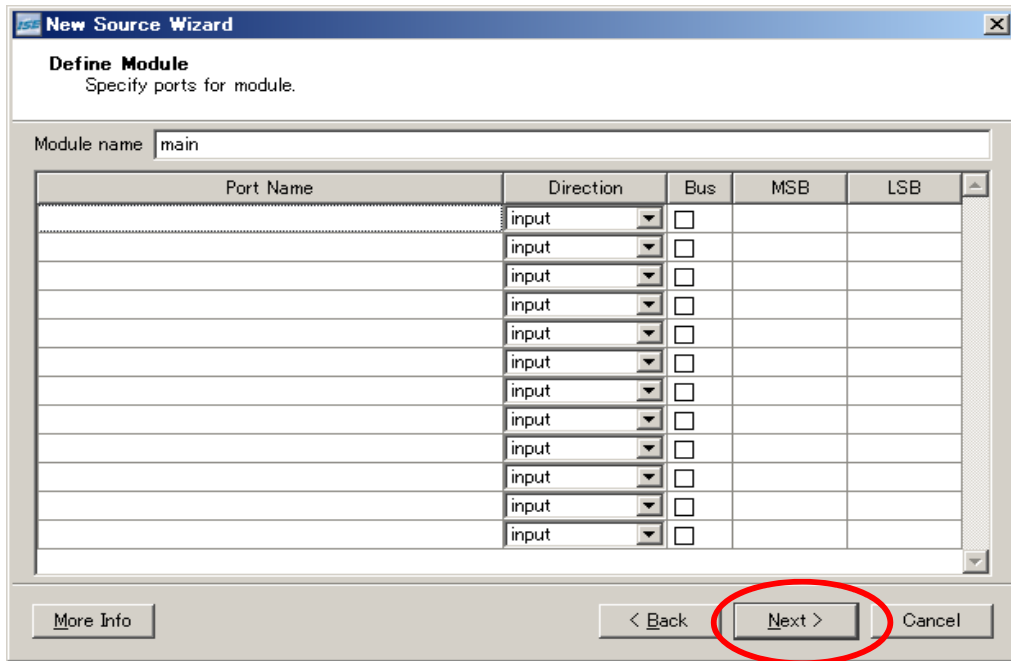 ISE New Source Wizard
Define Module
Specify ports for module.
Module name main
Port Name Direction Bus MSB LSB
input
input
input
input
input
input
input
input
input
input
input
input
More Info < Back Next > Cancel